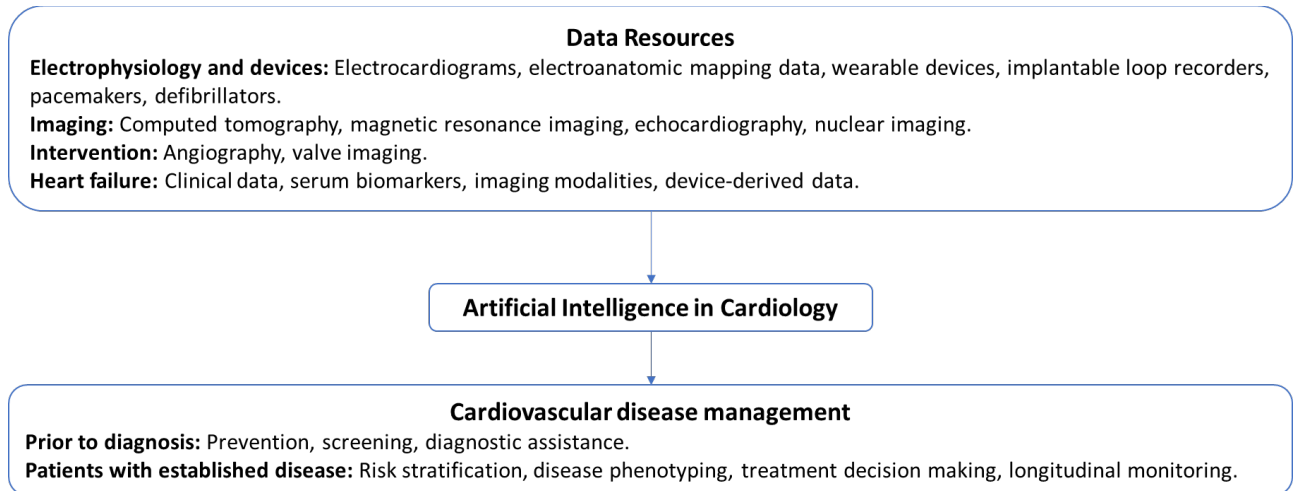 Data Resources
Electrophysiology and devices: Electrocardiograms, electroanatomic mapping data, wearable devices, implantable loop recorders,
pacemakers, defibrillators.
Imaging: Computed tomography, magnetic resonance imaging, echocardiography, nuclear imaging.
Intervention: Angiography, valve imaging.
Heart failure: Clinical data, serum biomarkers, imaging modalities, device-derived data.
Artificial Intelligence in Cardiology
Cardiovascular disease management
Prior to diagnosis: Prevention, screening, diagnostic assistance.
Patients with established disease: Risk stratification, disease phenotyping, treatment decision making, longitudinal monitoring.